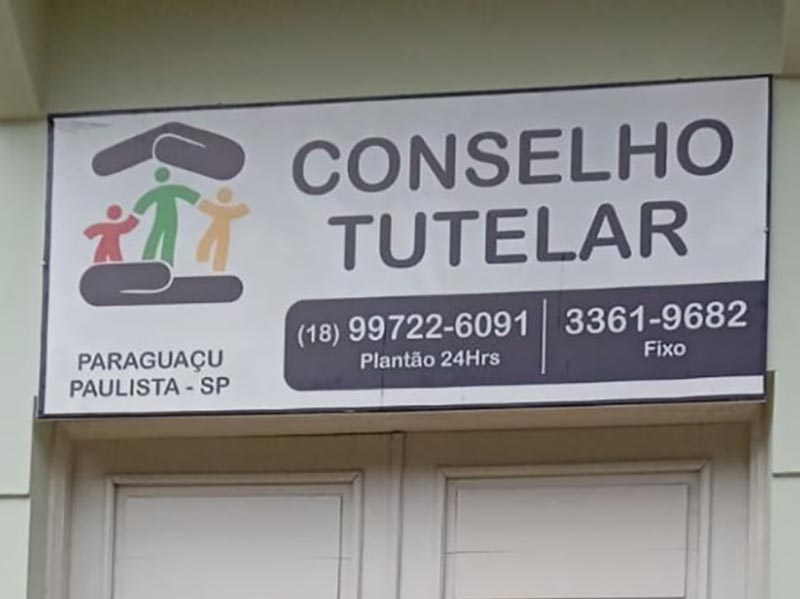 CONSELHO
TUTELAR
(18) 99722-6091
Plantão 24Hrs
3361-9682
Fixo
PARAGUAÇU
PAULISTA - SP